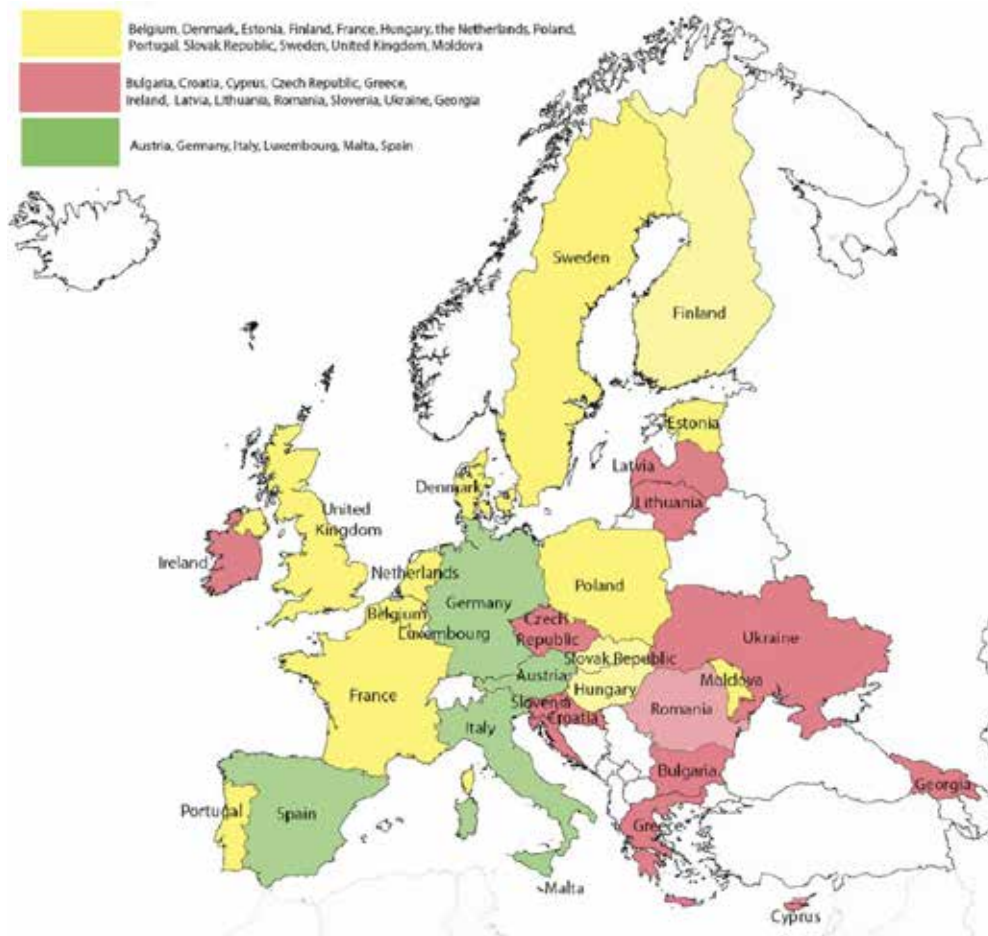 Belgium, Denmark, Estonia, Finland, France, Hungary, the Netherlands, Poland,
Portugal, Slovak Republic, Sweden, United Kingdom, Moldova
Bulgaria, Croatia, Cyprus, Czech Republic, Greece,
Ireland, Latvia, Lithuania, Romania, Slovenia, Ukraine, Georgia
Austria, Germany, Italy, Luxembourg, Malta, Spain
Sweden
Finland
Estonia
Latvia
Lithuania
Denmark
United
Kingdom
Ireland
Netherlands
Poland
Germany
Belgium
Luxembourg
Czech
Republic
Ukraine
Slovak Republic
Austria
Moldova
Hungary
France
Slovenia
Romania
Croatia
Italy
Bulgaria
Georgia
Portugal
Spain
Greece
Malta
Cyprus